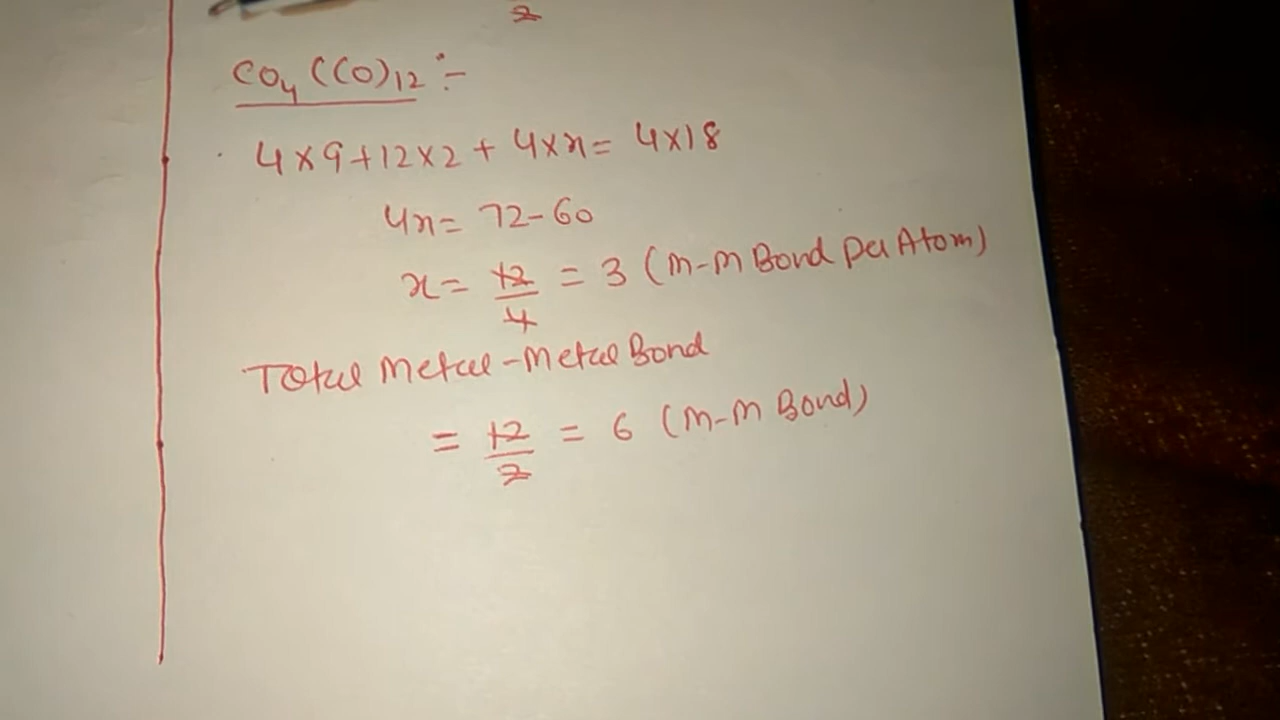 2
CO4 (CO)12 :-
4×9+12×2 + 4×x = 4×18
4x = 72-60
x = 12/4 = 3 (M-M Bond Per Atom)
Total Metal-Metal Bond
= 12/2 = 6 (M-M Bond)